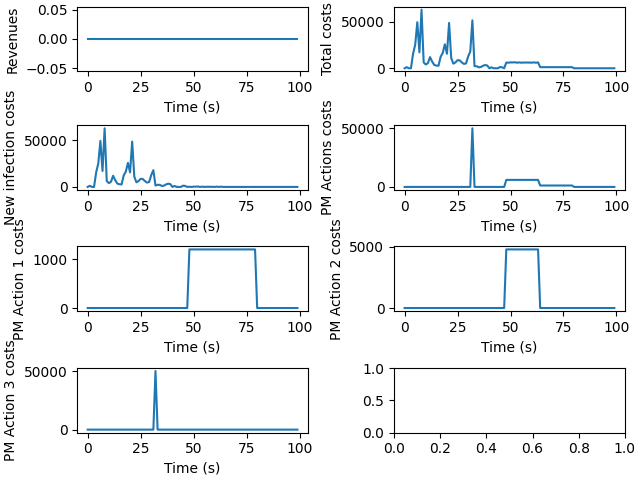 Revenues
0.05
0.00
−0.05
0 25 50 75 100
Time (s)
Total costs
50000
0
0 25 50 75 100
Time (s)
New infection costs
50000
0
0 25 50 75 100
Time (s)
PM Actions costs
50000
0
0 25 50 75 100
Time (s)
PM Action 1 costs
1000
0
0 25 50 75 100
Time (s)
PM Action 2 costs
5000
0
0 25 50 75 100
Time (s)
PM Action 3 costs
50000
0
0 25 50 75 100
Time (s)
1.0
0.5
0.0
0.0 0.2 0.4 0.6 0.8 1.0